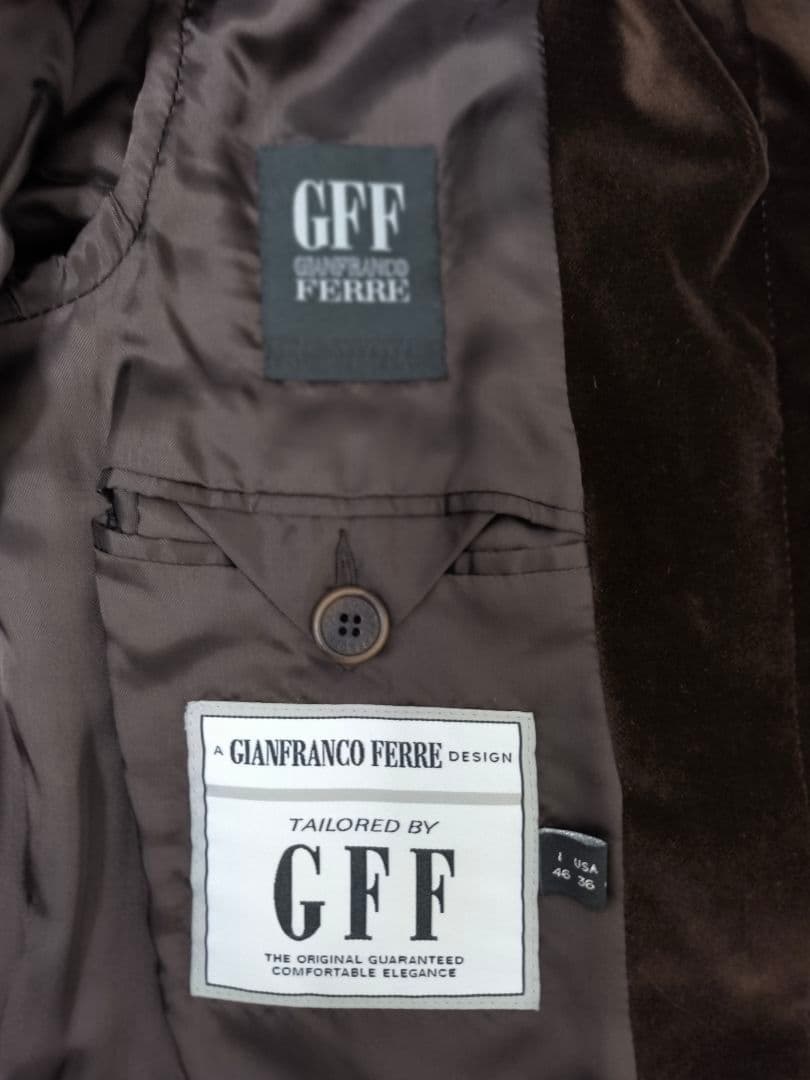 GFF
GIANFRANCO
FERRE
A GIANFRANCO FERRE DESIGN
TAILORED BY
GFF
THE ORIGINAL GUARANTEED
COMFORTABLE ELEGANCE
I USA
46 36